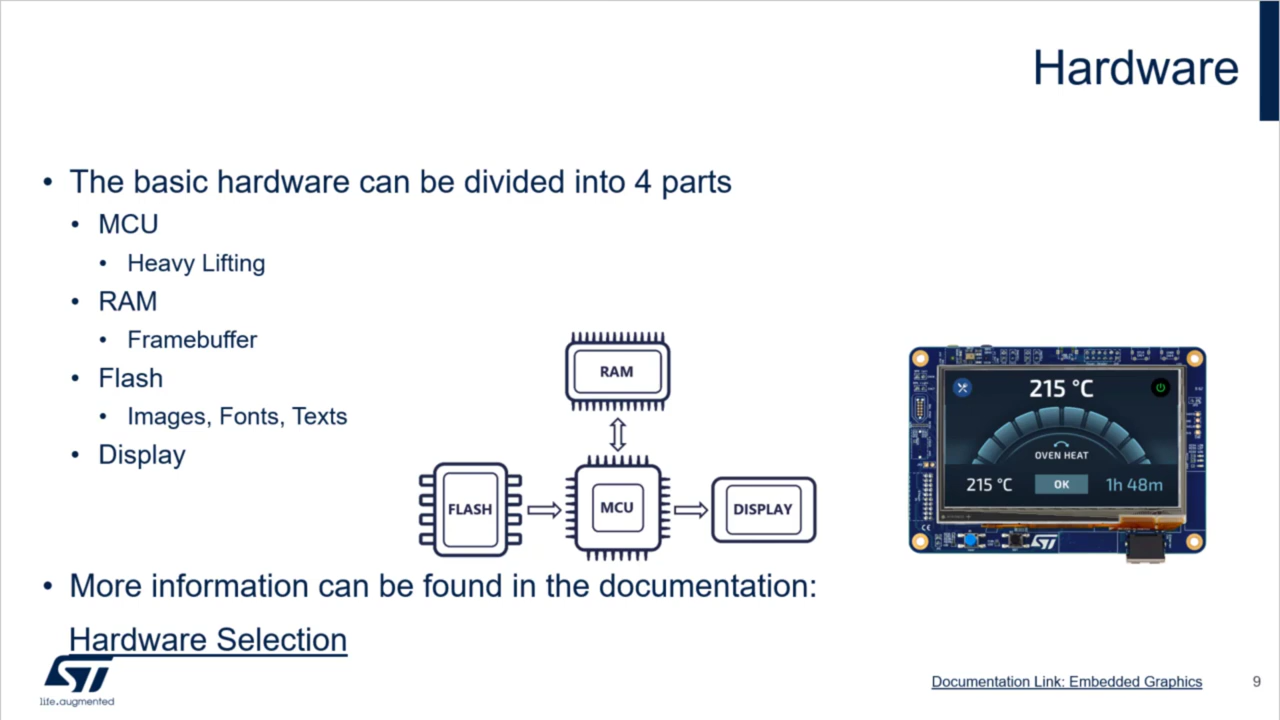 Hardware
• The basic hardware can be divided into 4 parts
• MCU
• Heavy Lifting
• RAM
• Framebuffer
• Flash
• Images, Fonts, Texts
• Display
RAM
FLASH
MCU
DISPLAY
215 °C
OVEN HEAT
215 °C
OK
1h 48m
ST
• More information can be found in the documentation:
Hardware Selection
ST
life.augmented
Documentation Link: Embedded Graphics
9